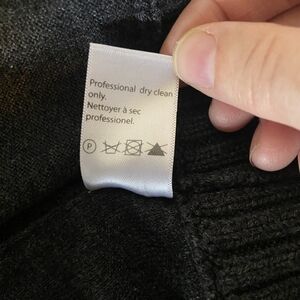 Professional dry clean
only.
Nettoyer à sec
professionel.
P